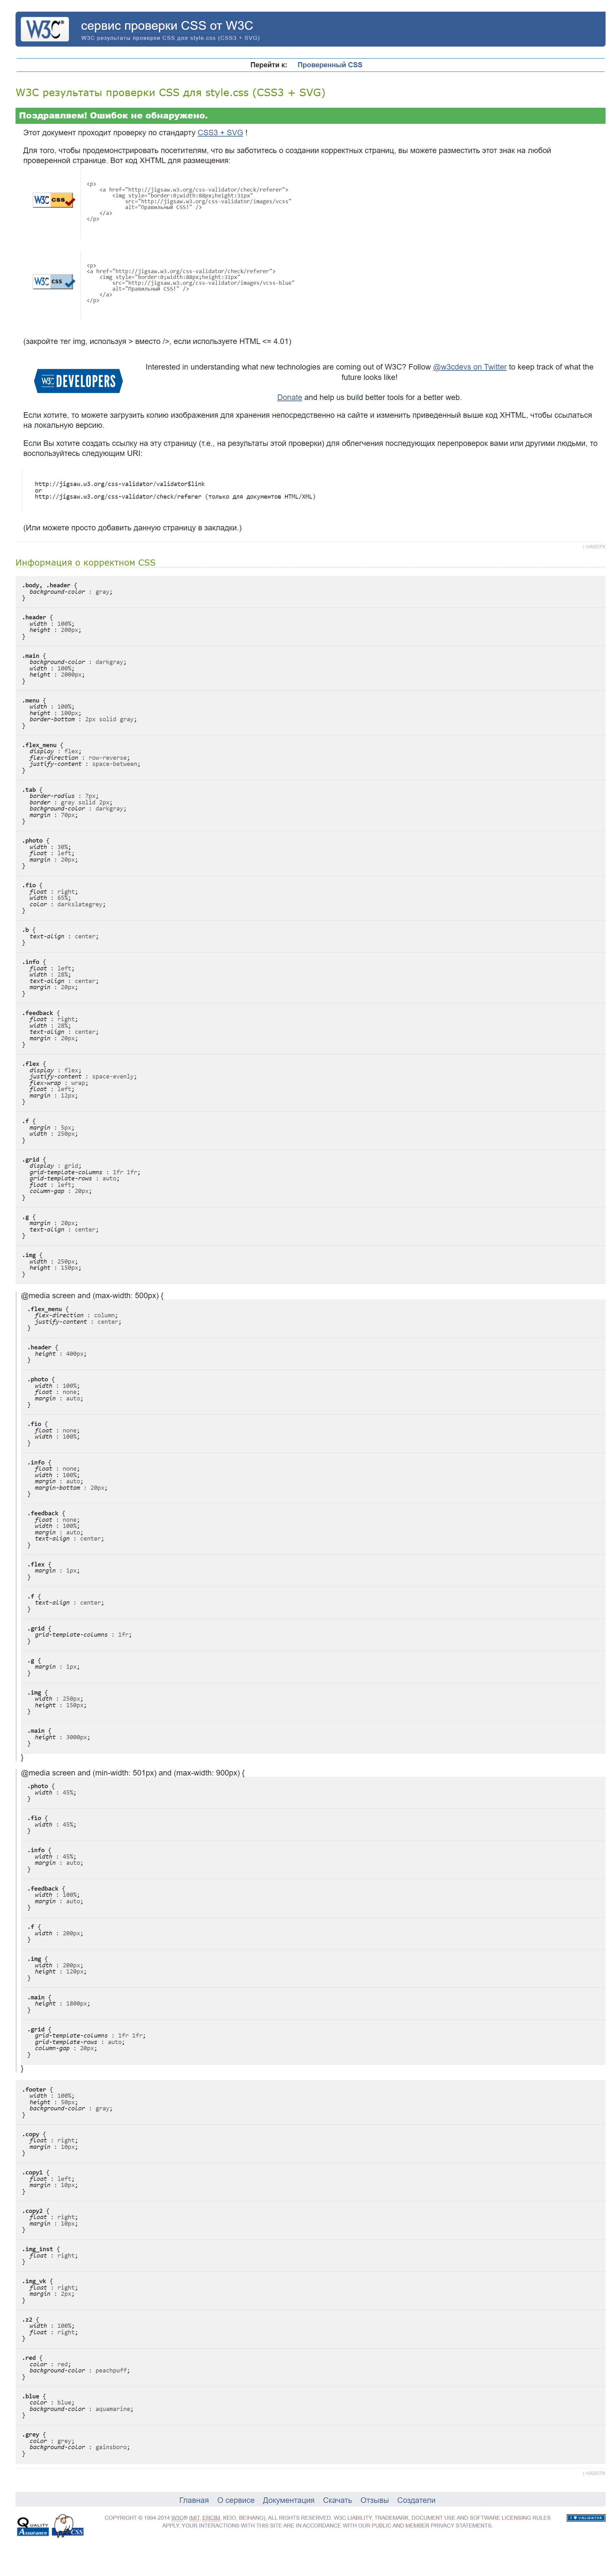 W3C®
сервис проверки CSS от W3C
W3C результаты проверки CSS для style.css (CSS3 + SVG)
Перейти к: Проверенный CSS
W3C результаты проверки CSS для style.css (CSS3 + SVG)
Поздравляем! Ошибок не обнаружено.
Этот документ проходит проверку по стандарту CSS3 + SVG !
Для того, чтобы продемонстрировать посетителям, что вы заботитесь о создании корректных страниц, вы можете разместить этот знак на любой
проверенной странице. Вот код XHTML для размещения:
W3C css
<p>
<a href="http://jigsaw.w3.org/css-validator/check/referer">
<img style="border:0;width:88px;height:31px"
src="http://jigsaw.w3.org/css-validator/images/vcss"
alt="Правильный CSS!" />
</a>
</p>
W3C css
<p>
<a href="http://jigsaw.w3.org/css-validator/check/referer">
<img style="border:0;width:88px;height:31px"
src="http://jigsaw.w3.org/css-validator/images/vcss-blue"
alt="Правильный CSS!" />
</a>
</p>
(закройте тег img, используя > вместо />, если используете HTML <= 4.01)
W3C DEVELOPERS
Interested in understanding what new technologies are coming out of W3C? Follow @w3cdevs on Twitter to keep track of what the
future looks like!
Donate and help us build better tools for a better web.
Если хотите, то можете загрузить копию изображения для хранения непосредственно на сайте и изменить приведенный выше код XHTML, чтобы ссылаться
на локальную версию.
Если Вы хотите создать ссылку на эту страницу (т.е., на результаты этой проверки) для облегчения последующих перепроверок вами или другими людьми, то
воспользуйтесь следующим URI:
http://jigsaw.w3.org/css-validator/validator$link
or
http://jigsaw.w3.org/css-validator/check/referer (только для документов HTML/XML)
(Или можете просто добавить данную страницу в закладки.)
↑ НАВЕРХ
Информация о корректном CSS
.body, .header {
background-color : gray;
}
.header {
width : 100%;
height : 200px;
}
.main {
background-color : darkgray;
width : 100%;
height : 2000px;
}
.menu {
width : 100%;
height : 100px;
border-bottom : 2px solid gray;
}
.flex_menu {
display : flex;
flex-direction : row-reverse;
justify-content : space-between;
}
.tab {
border-radius : 7px;
border : gray solid 2px;
background-color : darkgray;
margin : 70px;
}
.photo {
width : 30%;
float : left;
margin : 20px;
}
.fio {
float : right;
width : 65%;
color : darkslategrey;
}
.b {
text-align : center;
}
.info {
float : left;
width : 28%;
text-align : center;
margin : 20px;
}
.feedback {
float : right;
width : 28%;
text-align : center;
margin : 20px;
}
.flex {
display : flex;
justify-content : space-evenly;
flex-wrap : wrap;
float : left;
margin : 12px;
}
.f {
margin : 5px;
width : 250px;
}
.grid {
display : grid;
grid-template-columns : 1fr 1fr;
grid-template-rows : auto;
float : left;
column-gap : 20px;
}
.g {
margin : 20px;
text-align : center;
}
.img {
width : 250px;
height : 150px;
}
@media screen and (max-width: 500px) {
.flex_menu {
flex-direction : column;
justify-content : center;
}
.header {
height : 400px;
}
.photo {
width : 100%;
float : none;
margin : auto;
}
.fio {
float : none;
width : 100%;
}
.info {
float : none;
width : 100%;
margin : auto;
margin-bottom : 20px;
}
.feedback {
float : none;
width : 100%;
margin : auto;
text-align : center;
}
.flex {
margin : 1px;
}
.f {
text-align : center;
}
.grid {
grid-template-columns : 1fr;
}
.g {
margin : 1px;
}
.img {
width : 250px;
height : 150px;
}
.main {
height : 3000px;
}
}
@media screen and (min-width: 501px) and (max-width: 900px) {
.photo {
width : 45%;
}
.fio {
width : 45%;
}
.info {
width : 45%;
margin : auto;
}
.feedback {
width : 100%;
margin : auto;
}
.f {
width : 200px;
}
.img {
width : 200px;
height : 120px;
}
.main {
height : 1800px;
}
.grid {
grid-template-columns : 1fr 1fr;
grid-template-rows : auto;
column-gap : 20px;
}
}
.footer {
width : 100%;
height : 50px;
background-color : gray;
}
.copy {
float : right;
margin : 10px;
}
.copy1 {
float : left;
margin : 10px;
}
.copy2 {
float : right;
margin : 10px;
}
.img_inst {
float : right;
}
.img_vk {
float : right;
margin : 2px;
}
.z2 {
width : 100%;
float : right;
}
.red {
color : red;
background-color : peachpuff;
}
.blue {
color : blue;
background-color : aquamarine;
}
.grey {
color : grey;
background-color : gainsboro;
}
↑ НАВЕРХ
Главная О сервисе Документация Скачать Отзывы Создатели
QUALITY Assurance CSS
COPYRIGHT © 1994-2014 W3C® (MIT, ERCIM, KEIO, BEIHANG), ALL RIGHTS RESERVED. W3C LIABILITY, TRADEMARK, DOCUMENT USE AND SOFTWARE LICENSING RULES
APPLY. YOUR INTERACTIONS WITH THIS SITE ARE IN ACCORDANCE WITH OUR PUBLIC AND MEMBER PRIVACY STATEMENTS.
I ♥ VALIDATOR